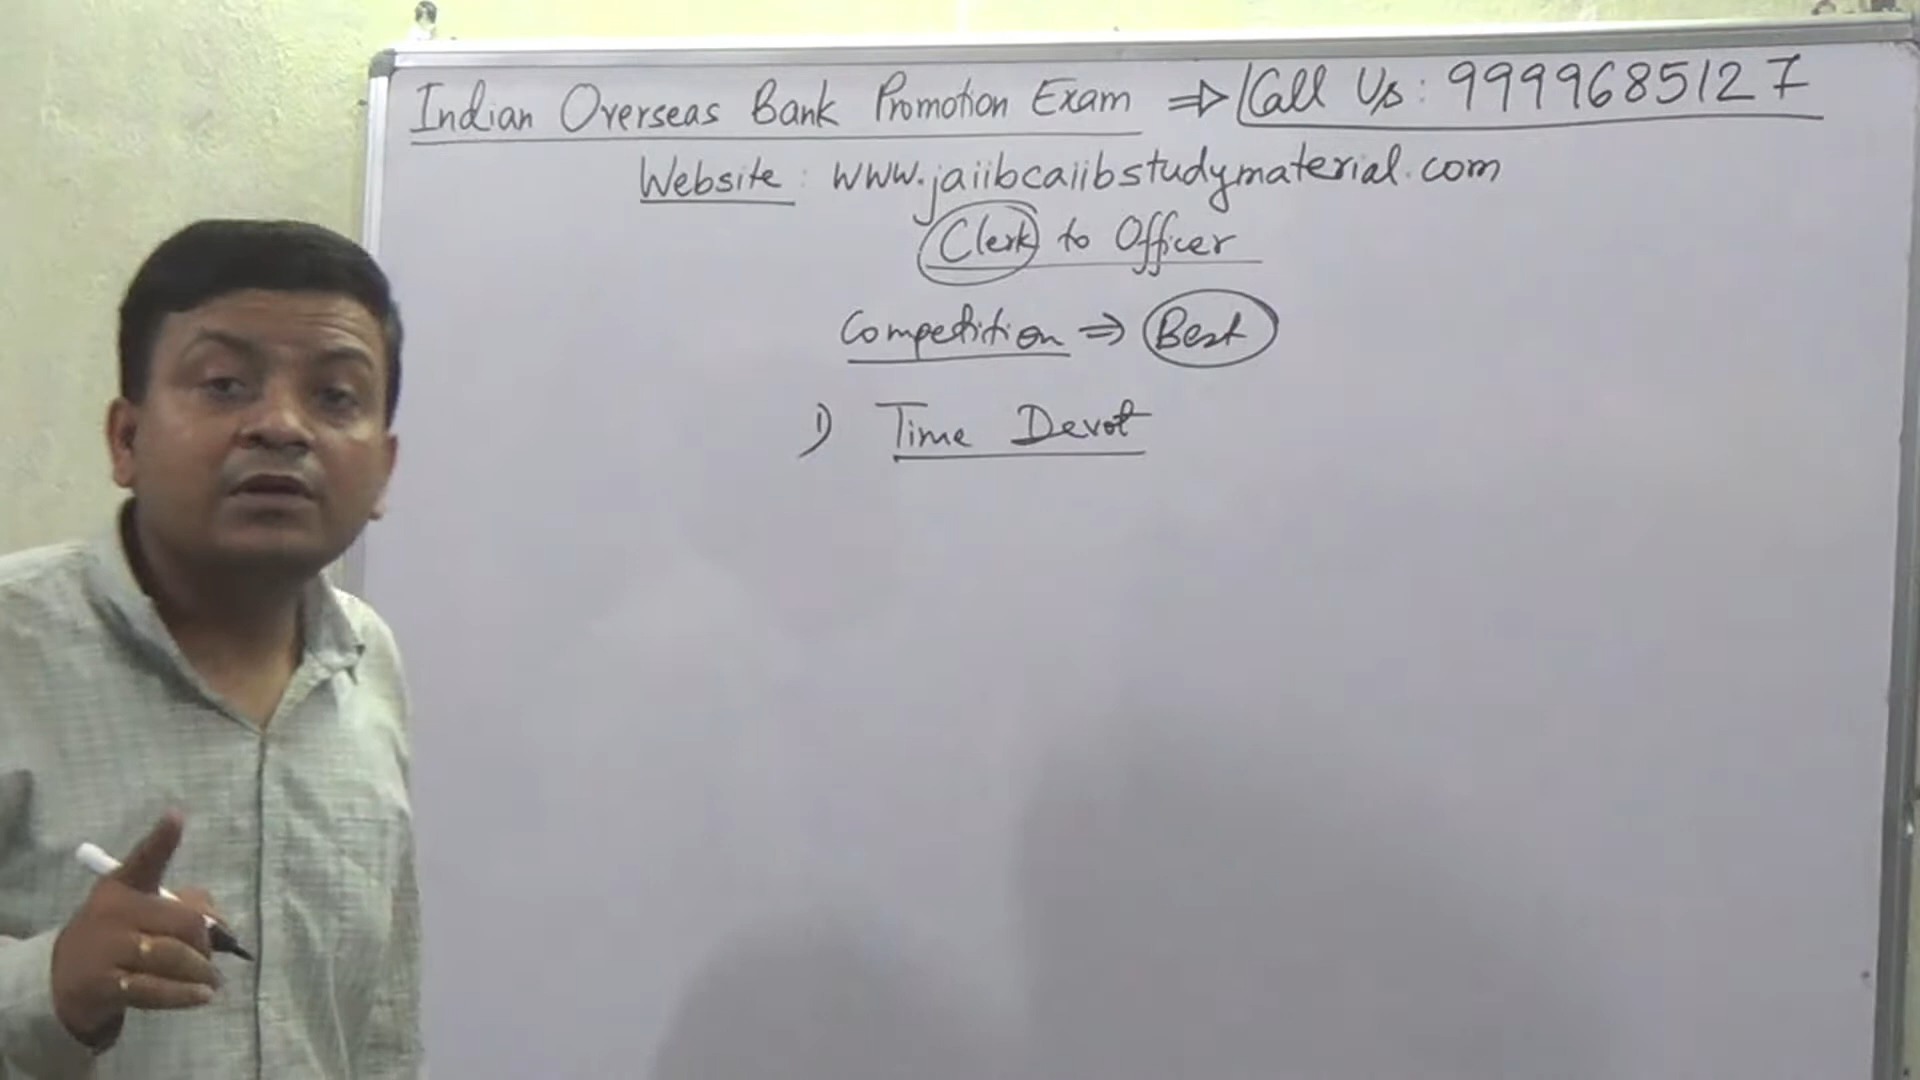 Indian Overseas Bank Promotion Exam ⇒ Call Us: 9999685127
Website: www.jaiibcaiibstudymaterial.com
Clerk to Officer
Competition ⇒ Best
1) Time Devot